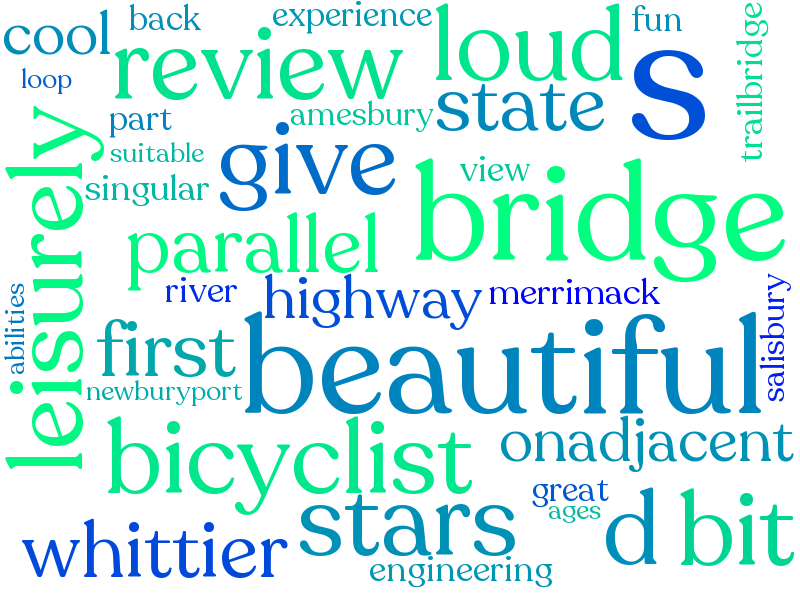 cool
back
experience
fun
loop
review
loud
s
trailbridge
part
amesbury
state
suitable
give
view
singular
leisurely
bridge
parallel
river
highway
merrimack
abilities
salisbury
first
beautiful
newburyport
bicyclist
onadjacent
great
ages
stars
d
bit
whittier
engineering